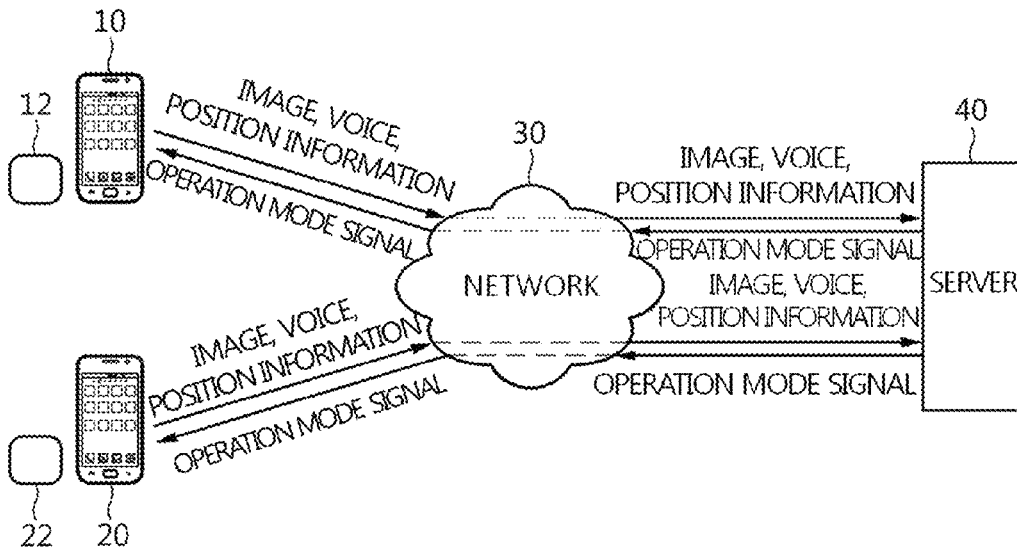 10
12
IMAGE, VOICE,
POSITION INFORMATION
OPERATION MODE SIGNAL
30
NETWORK
40
IMAGE, VOICE,
POSITION INFORMATION
OPERATION MODE SIGNAL
IMAGE, VOICE,
POSITION INFORMATION
OPERATION MODE SIGNAL
SERVER
IMAGE, VOICE,
POSITION INFORMATION
OPERATION MODE SIGNAL
22
20